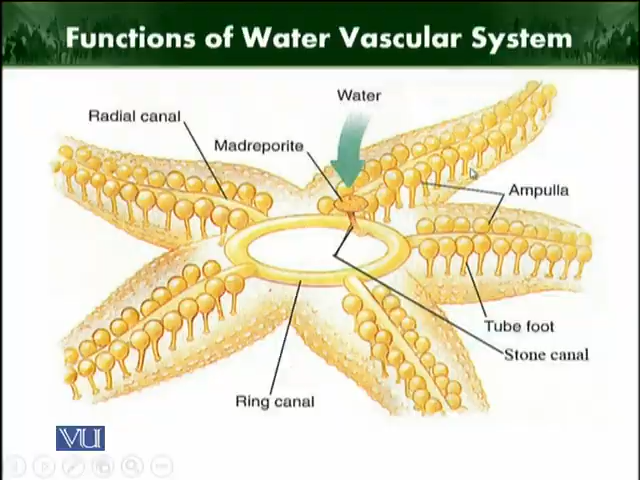 Functions of Water Vascular System
Water
Radial canal
Madreporite
Ampulla
Tube foot
Stone canal
Ring canal
VU